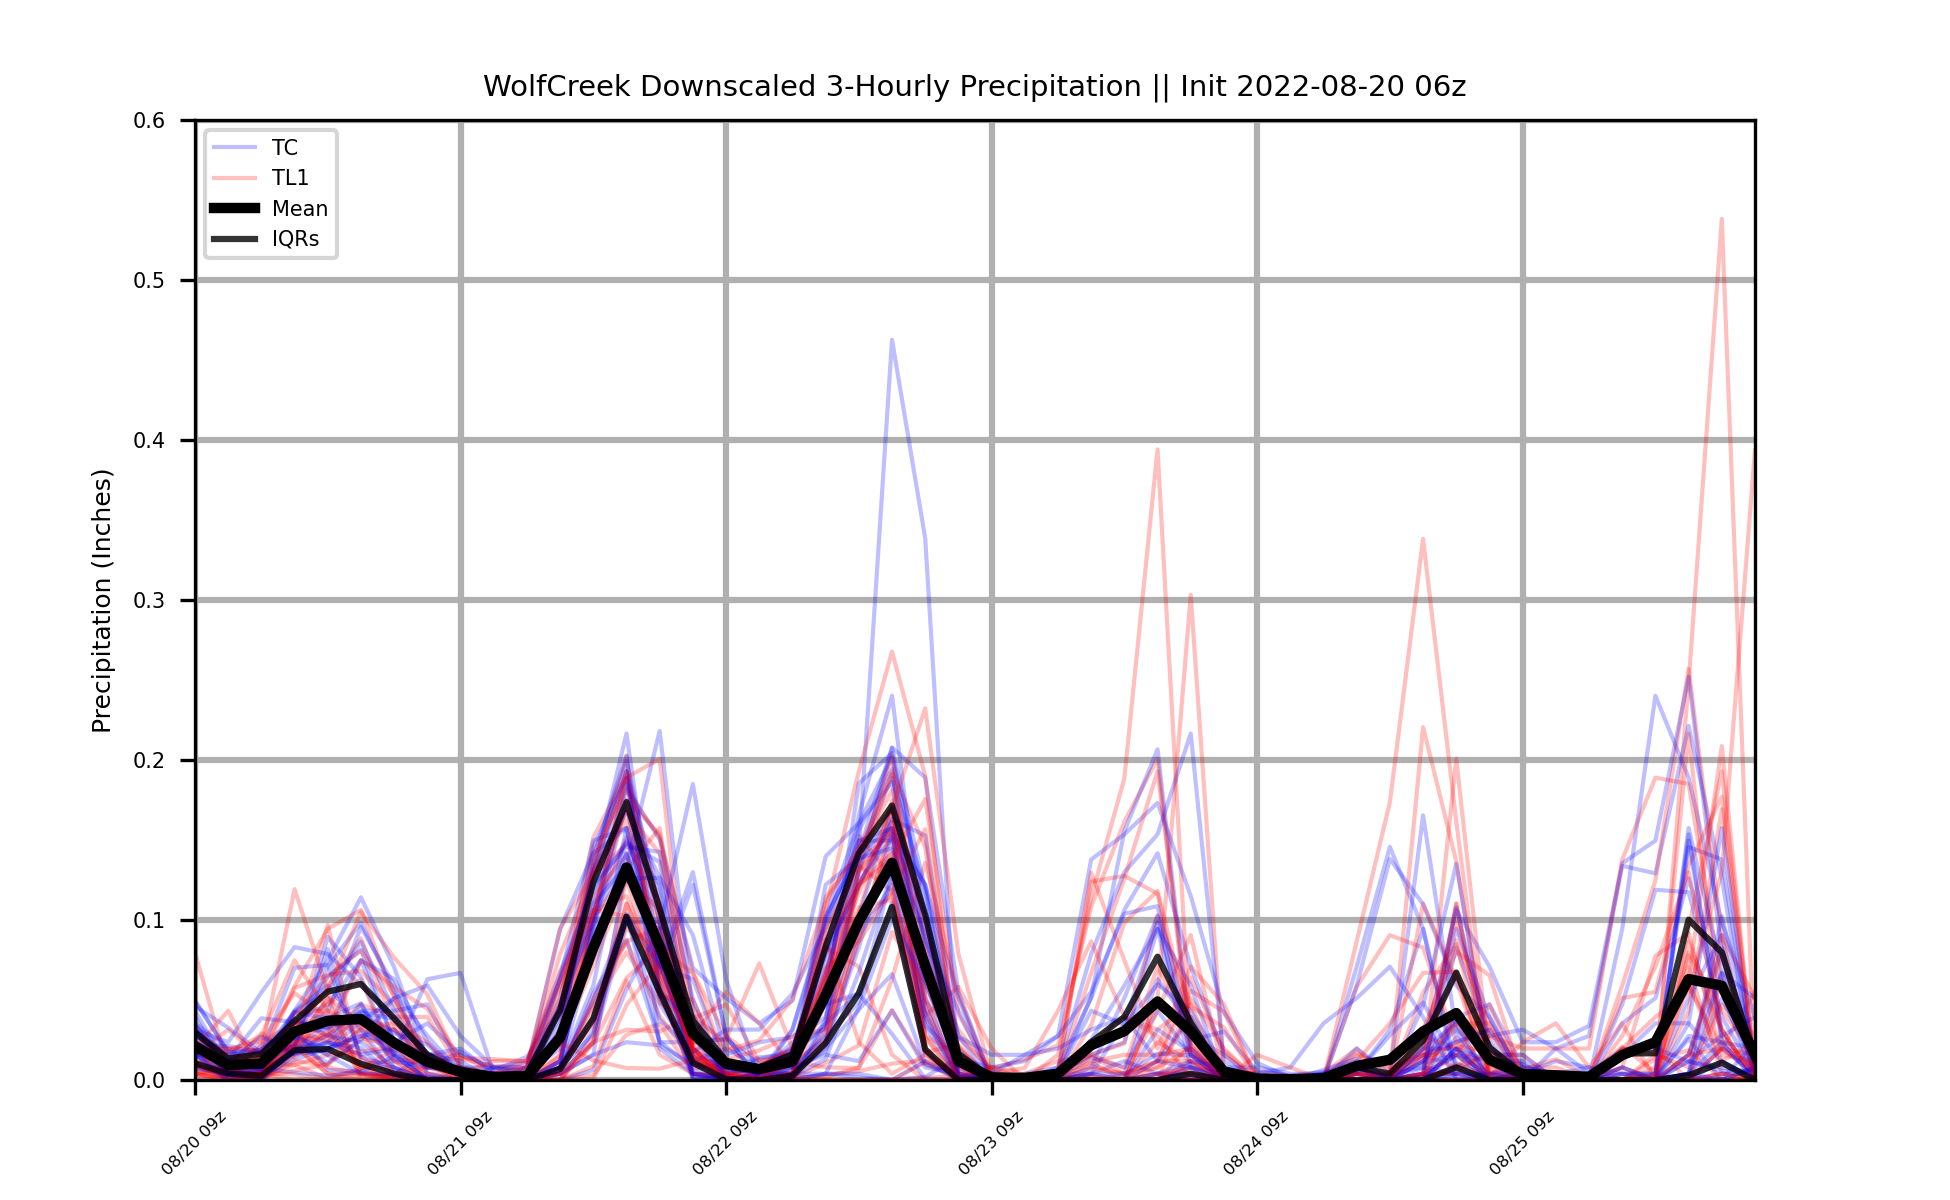 WolfCreek Downscaled 3-Hourly Precipitation || Init 2022-08-20 06z
TC
TL1
Mean
IQRs
Precipitation (Inches)
0.6
0.5
0.4
0.3
0.2
0.1
0.0
08/20 09z
08/21 09z
08/22 09z
08/23 09z
08/24 09z
08/25 09z